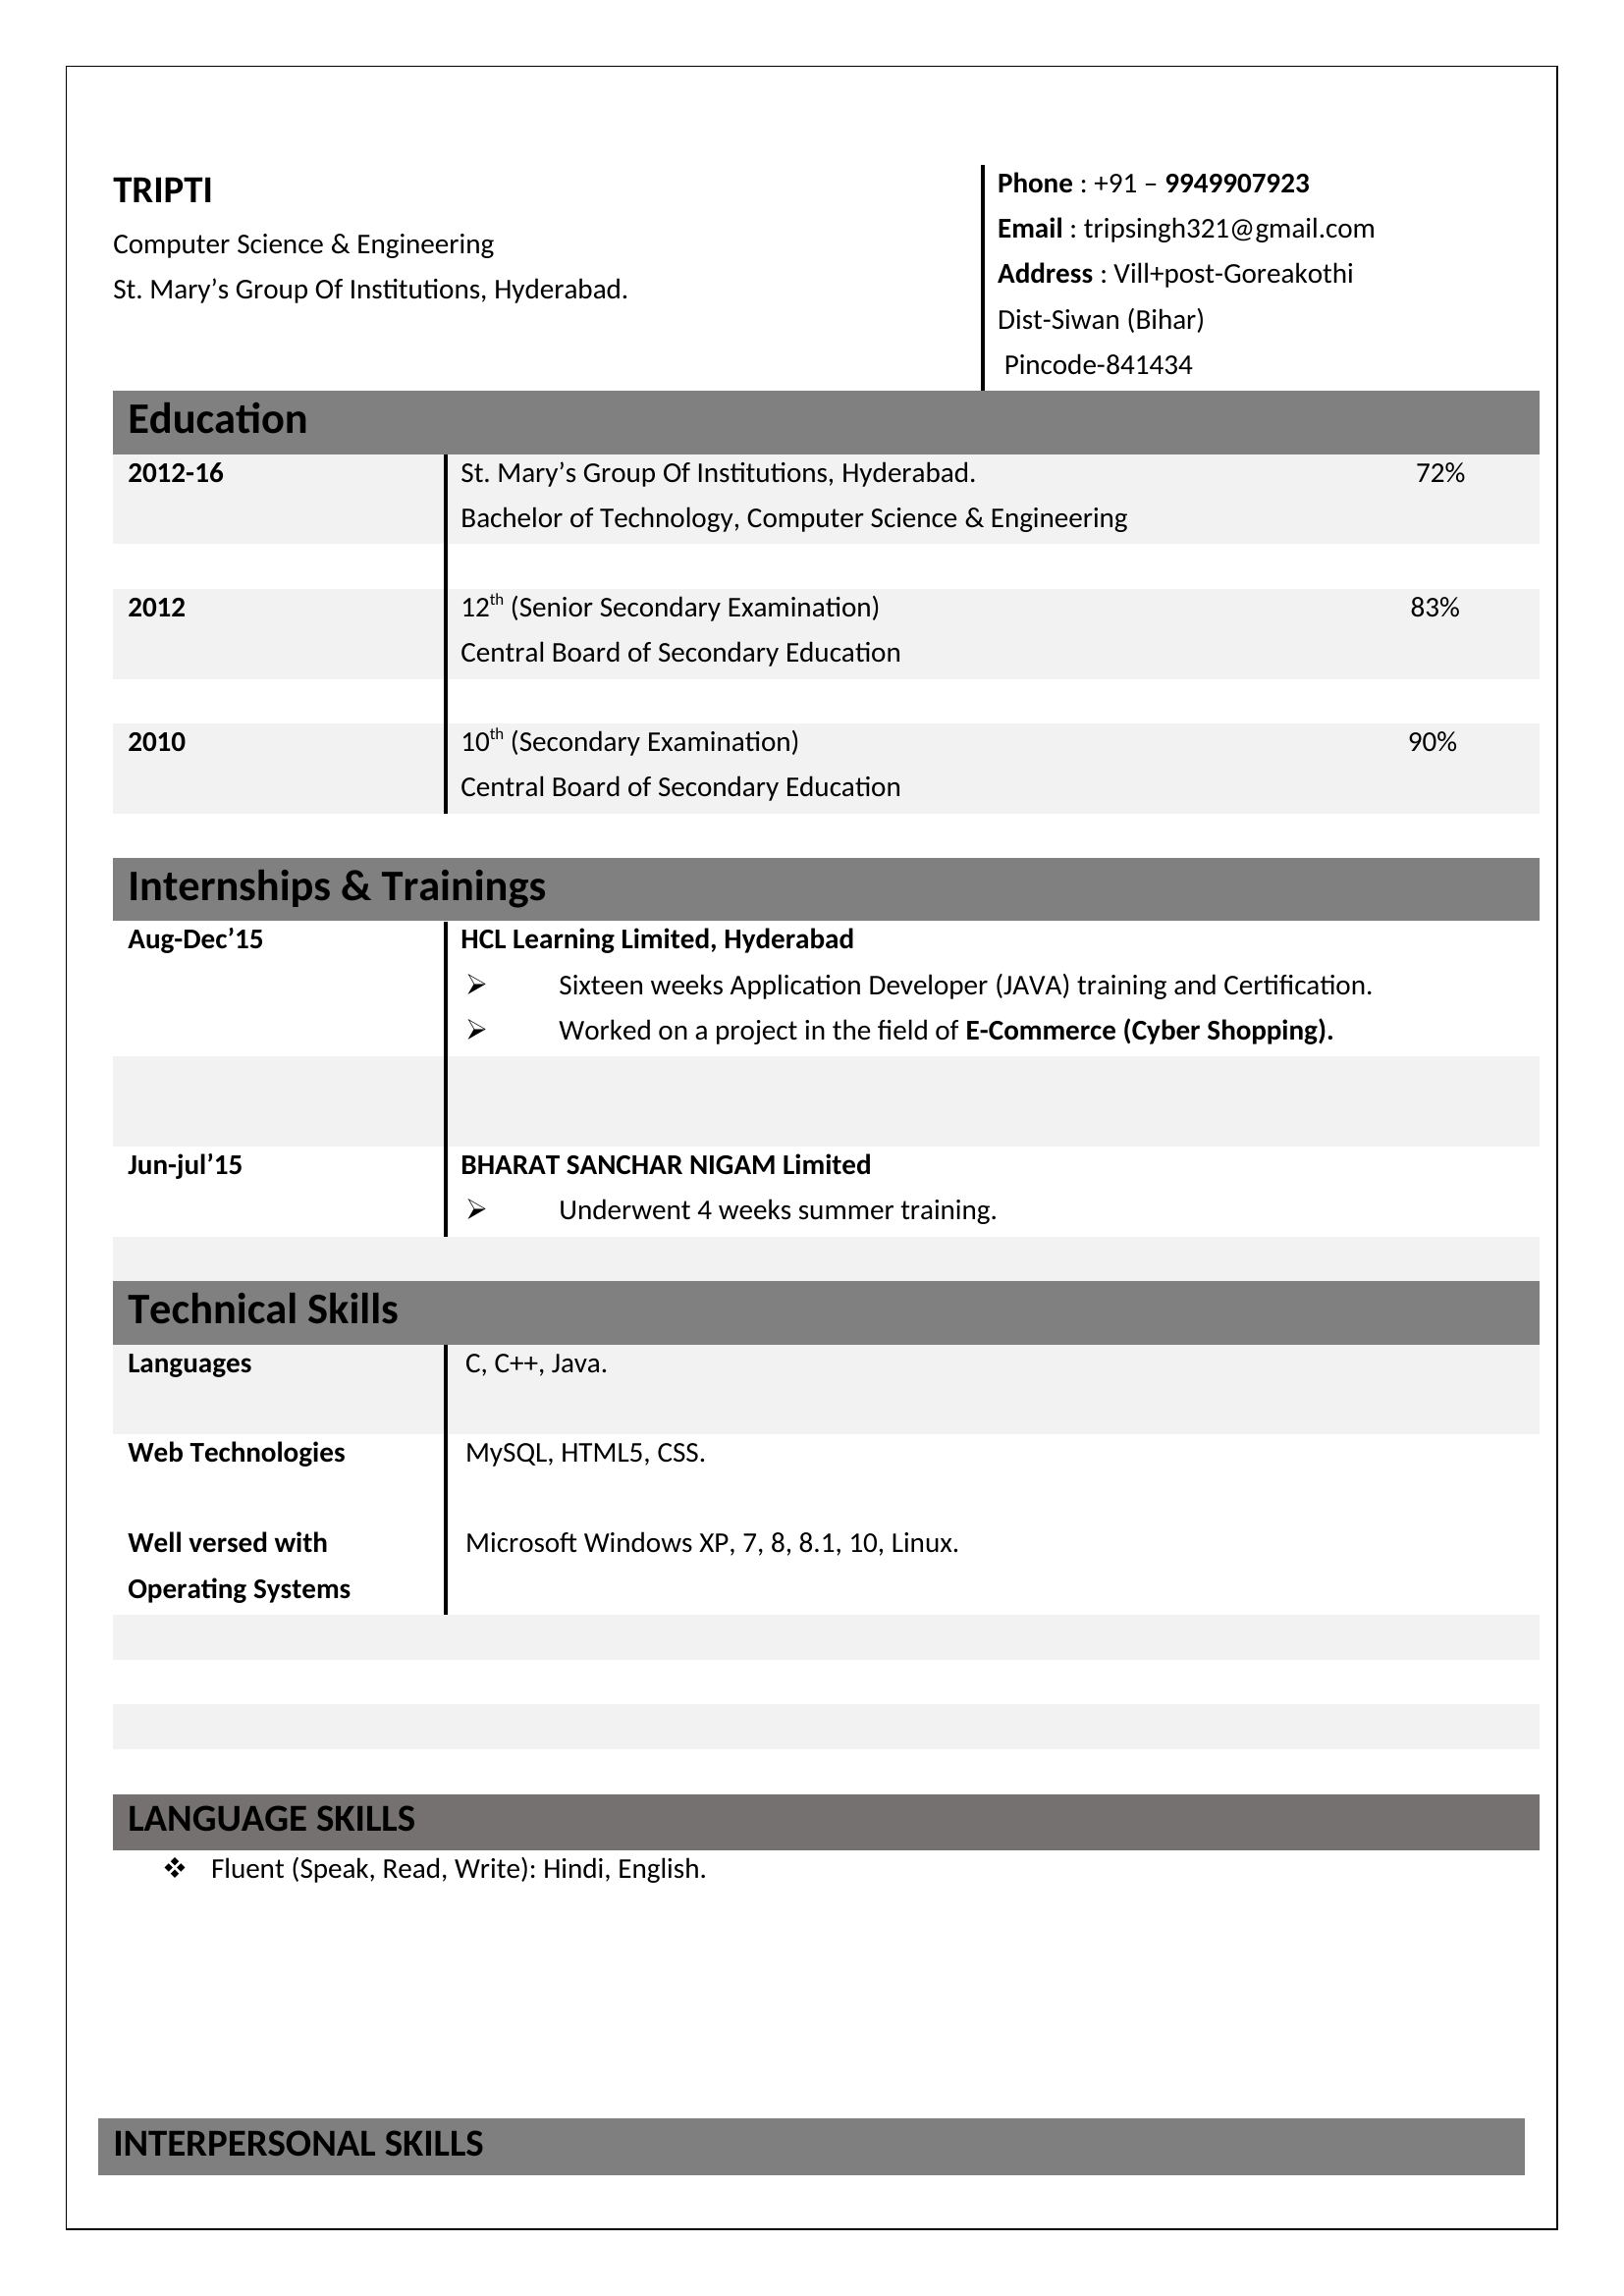 TRIPTI
Computer Science & Engineering
St. Mary’s Group Of Institutions, Hyderabad.
Phone : +91 – 9949907923
Email : tripsingh321@gmail.com
Address : Vill+post-Goreakothi
Dist-Siwan (Bihar)
Pincode-841434
Education
2012-16 St. Mary’s Group Of Institutions, Hyderabad. 72%
Bachelor of Technology, Computer Science & Engineering
2012 12th (Senior Secondary Examination) 83%
Central Board of Secondary Education
2010 10th (Secondary Examination) 90%
Central Board of Secondary Education
Internships & Trainings
Aug-Dec’15 HCL Learning Limited, Hyderabad
➢ Sixteen weeks Application Developer (JAVA) training and Certification.
➢ Worked on a project in the field of E-Commerce (Cyber Shopping).
Jun-jul’15 BHARAT SANCHAR NIGAM Limited
➢ Underwent 4 weeks summer training.
Technical Skills
Languages C, C++, Java.
Web Technologies MySQL, HTML5, CSS.
Well versed with Microsoft Windows XP, 7, 8, 8.1, 10, Linux.
Operating Systems
LANGUAGE SKILLS
❖ Fluent (Speak, Read, Write): Hindi, English.
INTERPERSONAL SKILLS